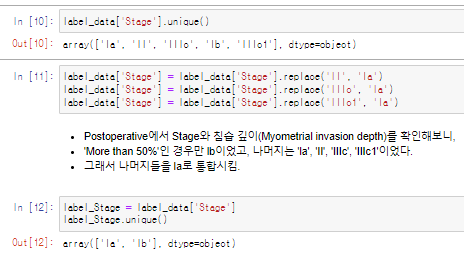 In [10]: label_data['Stage'].unique()
Out[10]: array(['Ia', 'II', 'IIIc', 'Ib', 'IIIc1'], dtype=object)
In [11]: label_data['Stage'] = label_data['Stage'].replace('II', 'Ia')
label_data['Stage'] = label_data['Stage'].replace('IIIc', 'Ia')
label_data['Stage'] = label_data['Stage'].replace('IIIc1', 'Ia')
• Postoperative에서 Stage와 침습 깊이(Myometrial invasion depth)를 확인해보니,
• 'More than 50%'인 경우만 Ib이었고, 나머지는 'Ia', 'II', 'IIIc', 'IIIc1'이었다.
• 그래서 나머지들을 Ia로 통합시킴.
In [12]: label_Stage = label_data['Stage']
label_Stage.unique()
Out[12]: array(['Ia', 'Ib'], dtype=object)